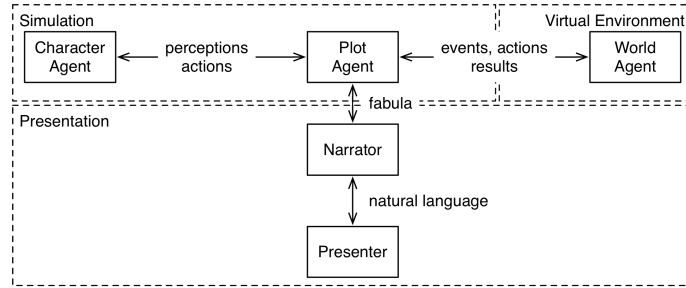 Simulation
Virtual Environment
Character
Agent
perceptions
actions
Plot
Agent
events, actions
results
World
Agent
fabula
Presentation
Narrator
natural language
Presenter